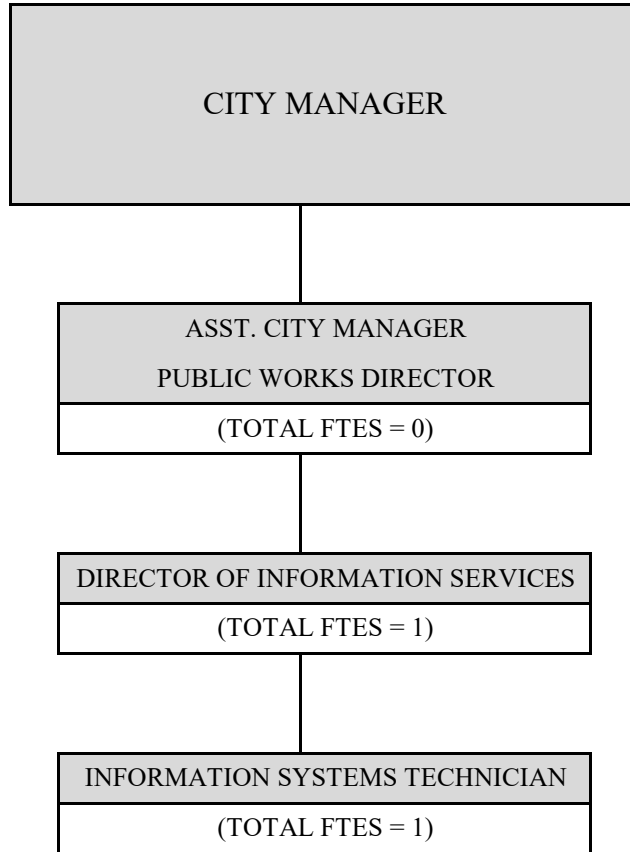 CITY MANAGER
ASST. CITY MANAGER
PUBLIC WORKS DIRECTOR
(TOTAL FTES = 0)
DIRECTOR OF INFORMATION SERVICES
(TOTAL FTES = 1)
INFORMATION SYSTEMS TECHNICIAN
(TOTAL FTES = 1)